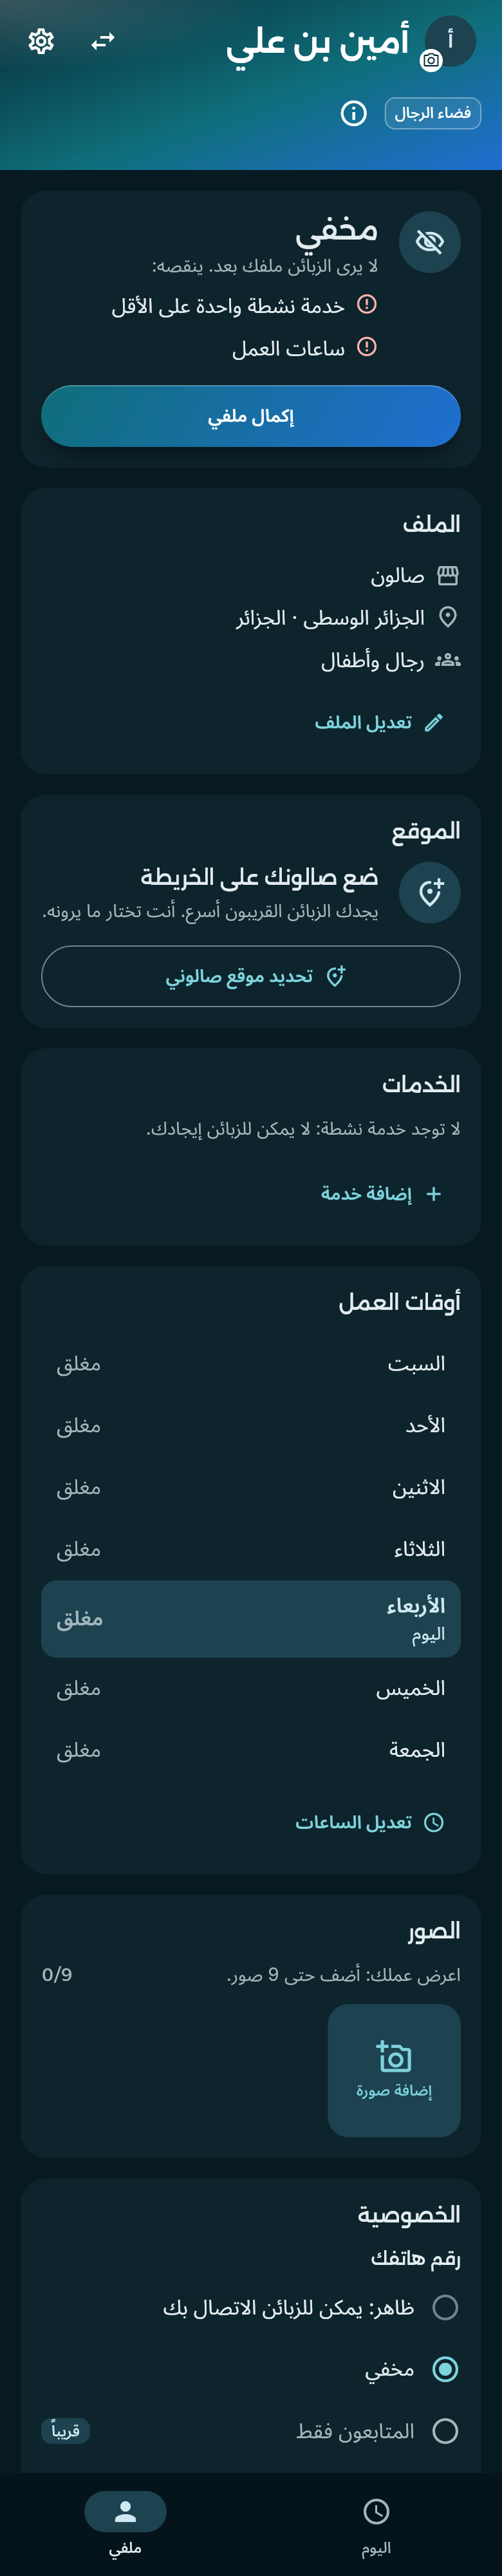 أ
أمين بن علي
فضاء الرجال
مخفي
لا يرى الزبائن ملفك بعد. ينقصه:
خدمة نشطة واحدة على الأقل
ساعات العمل
إكمال ملفي
الملف
صالون
الجزائر الوسطى · الجزائر
رجال وأطفال
تعديل الملف
الموقع
ضع صالونك على الخريطة
يجدك الزبائن القريبون أسرع. أنت تختار ما يرونه.
تحديد موقع صالوني
الخدمات
لا توجد خدمة نشطة: لا يمكن للزبائن إيجادك.
إضافة خدمة
أوقات العمل
السبت مغلق
الأحد مغلق
الاثنين مغلق
الثلاثاء مغلق
الأربعاء مغلق
اليوم
الخميس مغلق
الجمعة مغلق
تعديل الساعات
الصور
اعرض عملك: أضف حتى 9 صور. 0/9
إضافة صورة
الخصوصية
رقم هاتفك
ظاهر: يمكن للزبائن الاتصال بك
مخفي
المتابعون فقط قريباً
اليوم
ملفي